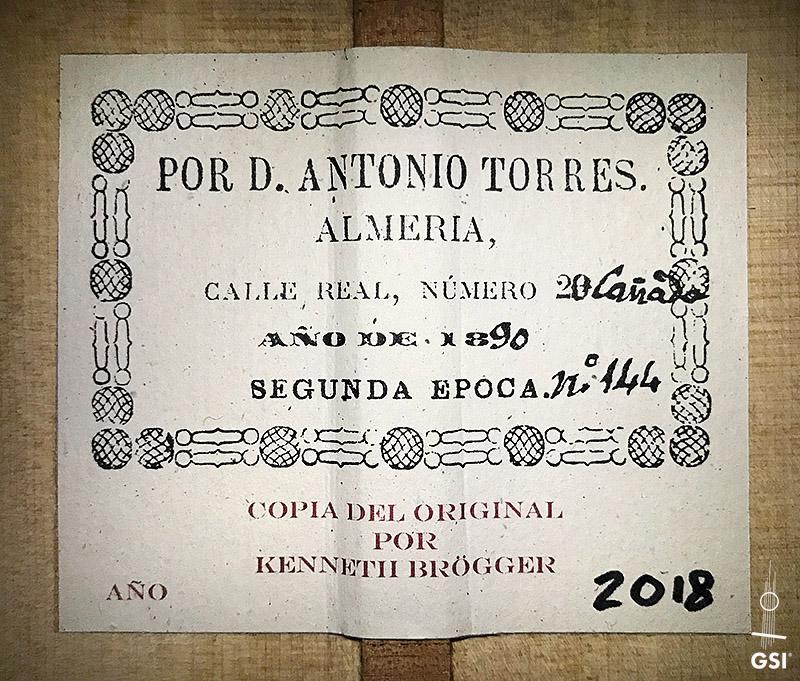 POR D. ANTONIO TORRES.
ALMERIA,
CALLE REAL, NÚMERO 20 Cañada
AÑO DE 1890
SEGUNDA EPOCA. nº 144
COPIA DEL ORIGINAL
POR
KENNETH BRÖGGER
AÑO 2018
GSI